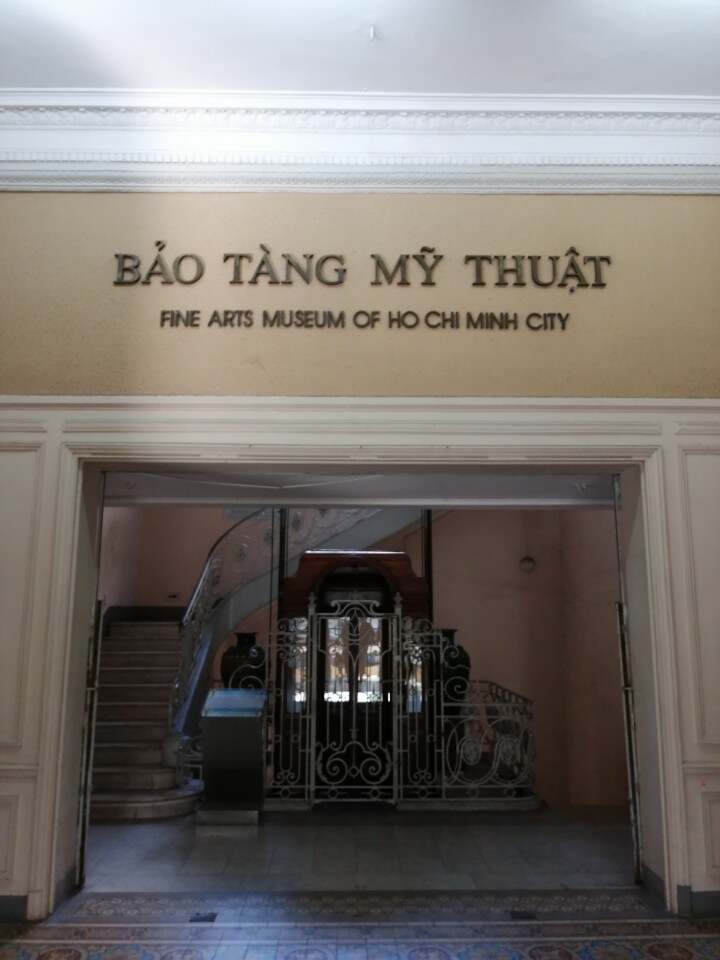 BẢO TÀNG MỸ THUẬT
FINE ARTS MUSEUM OF HO CHI MINH CITY